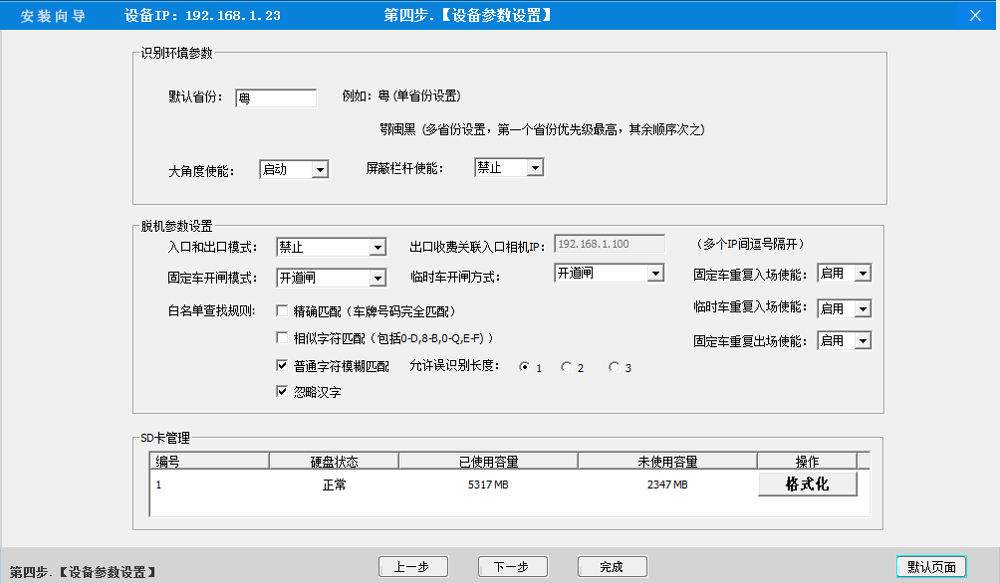 安装向导 设备IP：192.168.1.23 第四步.【设备参数设置】
识别环境参数
默认省份： 粤 例如：粤 (单省份设置)
鄂闽黑 (多省份设置，第一个省份优先级最高，其余顺序次之)
大角度使能： 启动 屏蔽栏杆使能： 禁止
脱机参数设置
入口和出口模式： 禁止 出口收费关联入口相机IP： 192.168.1.100 （多个IP间逗号隔开）
固定车开闸模式： 开道闸 临时车开闸方式： 开道闸 固定车重复入场使能： 启用
白名单查找规则： 精确匹配（车牌号码完全匹配） 临时车重复入场使能： 启用
相似字符匹配（包括0-D,8-B,0-Q,E-F) ） 固定车重复出场使能： 启用
普通字符模糊匹配 允许误识别长度： 1 2 3
忽略汉字
SD卡管理
编号 硬盘状态 已使用容量 未使用容量 操作
1 正常 5317 MB 2347 MB 格式化
第四步.【设备参数设置】 上一步 下一步 完成 默认页面